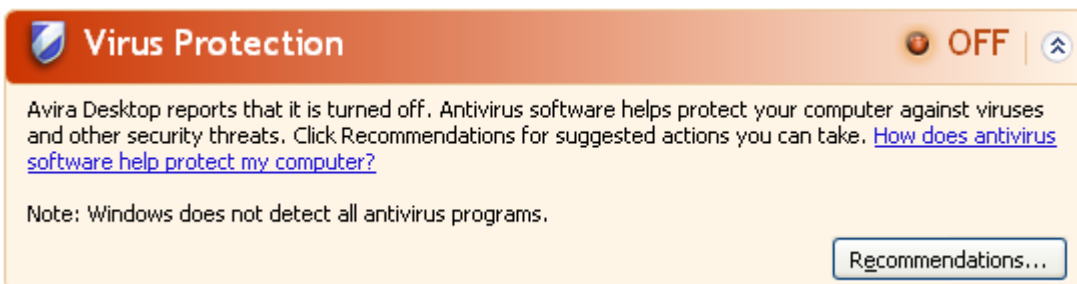 Virus Protection
OFF
Avira Desktop reports that it is turned off. Antivirus software helps protect your computer against viruses
and other security threats. Click Recommendations for suggested actions you can take. How does antivirus
software help protect my computer?
Note: Windows does not detect all antivirus programs.
Recommendations...